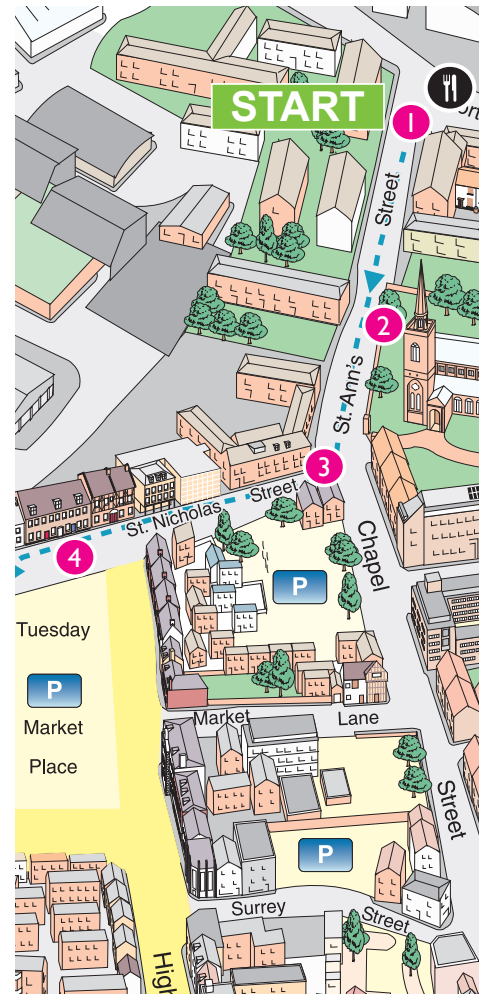 START
1
ort
Street
2
St. Ann's
3
St. Nicholas
Street
4
Chapel
P
Tuesday
P
Market
Place
Market
Lane
Street
P
Surrey
Street
High